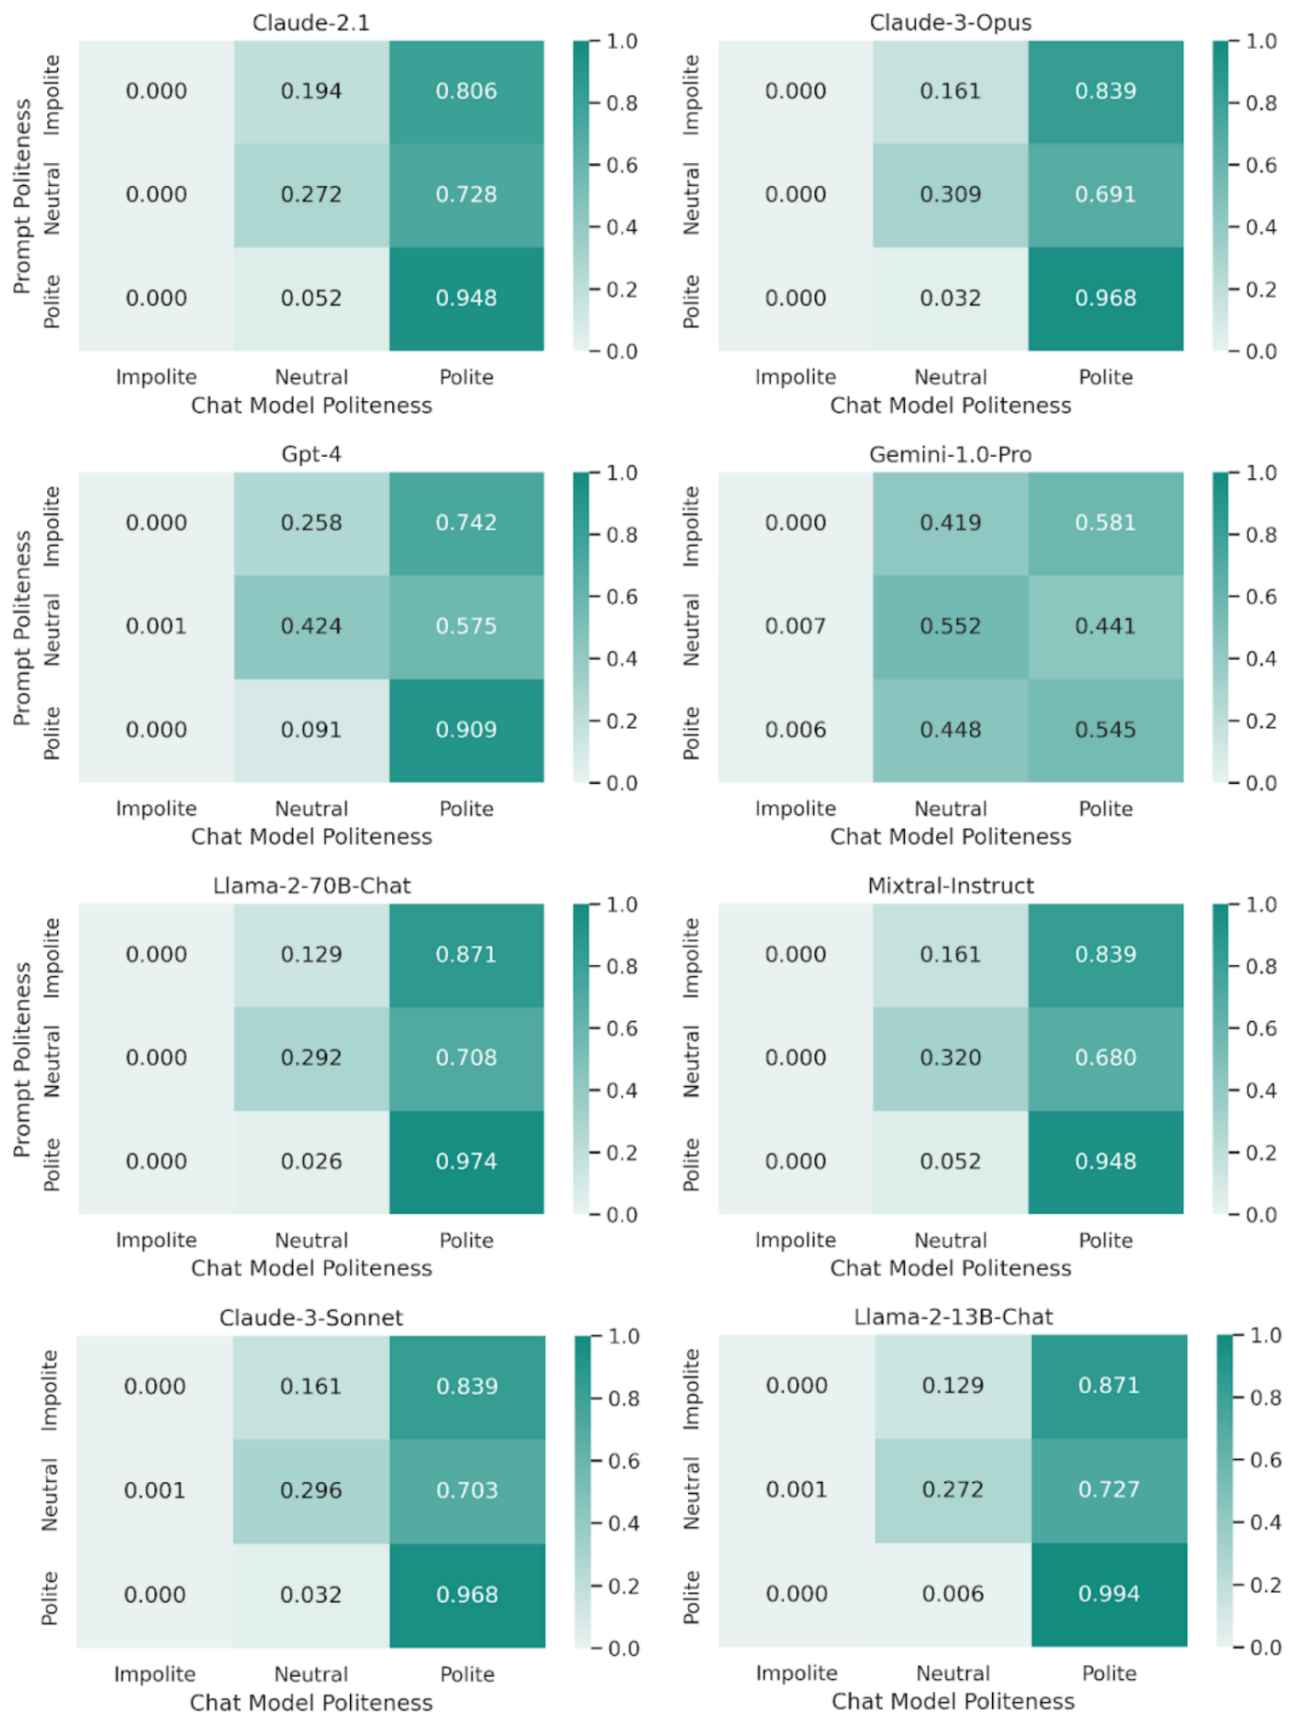 Claude-2.1
Prompt Politeness
Impolite 0.000 0.194 0.806
Neutral 0.000 0.272 0.728
Polite 0.000 0.052 0.948
Impolite Neutral Polite
Chat Model Politeness
1.0
0.8
0.6
0.4
0.2
0.0
Claude-3-Opus
Impolite 0.000 0.161 0.839
Neutral 0.000 0.309 0.691
Polite 0.000 0.032 0.968
Impolite Neutral Polite
Chat Model Politeness
1.0
0.8
0.6
0.4
0.2
0.0
Gpt-4
Prompt Politeness
Impolite 0.000 0.258 0.742
Neutral 0.001 0.424 0.575
Polite 0.000 0.091 0.909
Impolite Neutral Polite
Chat Model Politeness
1.0
0.8
0.6
0.4
0.2
0.0
Gemini-1.0-Pro
Impolite 0.000 0.419 0.581
Neutral 0.007 0.552 0.441
Polite 0.006 0.448 0.545
Impolite Neutral Polite
Chat Model Politeness
1.0
0.8
0.6
0.4
0.2
0.0
Llama-2-70B-Chat
Prompt Politeness
Impolite 0.000 0.129 0.871
Neutral 0.000 0.292 0.708
Polite 0.000 0.026 0.974
Impolite Neutral Polite
Chat Model Politeness
1.0
0.8
0.6
0.4
0.2
0.0
Mixtral-Instruct
Impolite 0.000 0.161 0.839
Neutral 0.000 0.320 0.680
Polite 0.000 0.052 0.948
Impolite Neutral Polite
Chat Model Politeness
1.0
0.8
0.6
0.4
0.2
0.0
Claude-3-Sonnet
Impolite 0.000 0.161 0.839
Neutral 0.001 0.296 0.703
Polite 0.000 0.032 0.968
Impolite Neutral Polite
Chat Model Politeness
1.0
0.8
0.6
0.4
0.2
0.0
Llama-2-13B-Chat
Impolite 0.000 0.129 0.871
Neutral 0.001 0.272 0.727
Polite 0.000 0.006 0.994
Impolite Neutral Polite
Chat Model Politeness
1.0
0.8
0.6
0.4
0.2
0.0